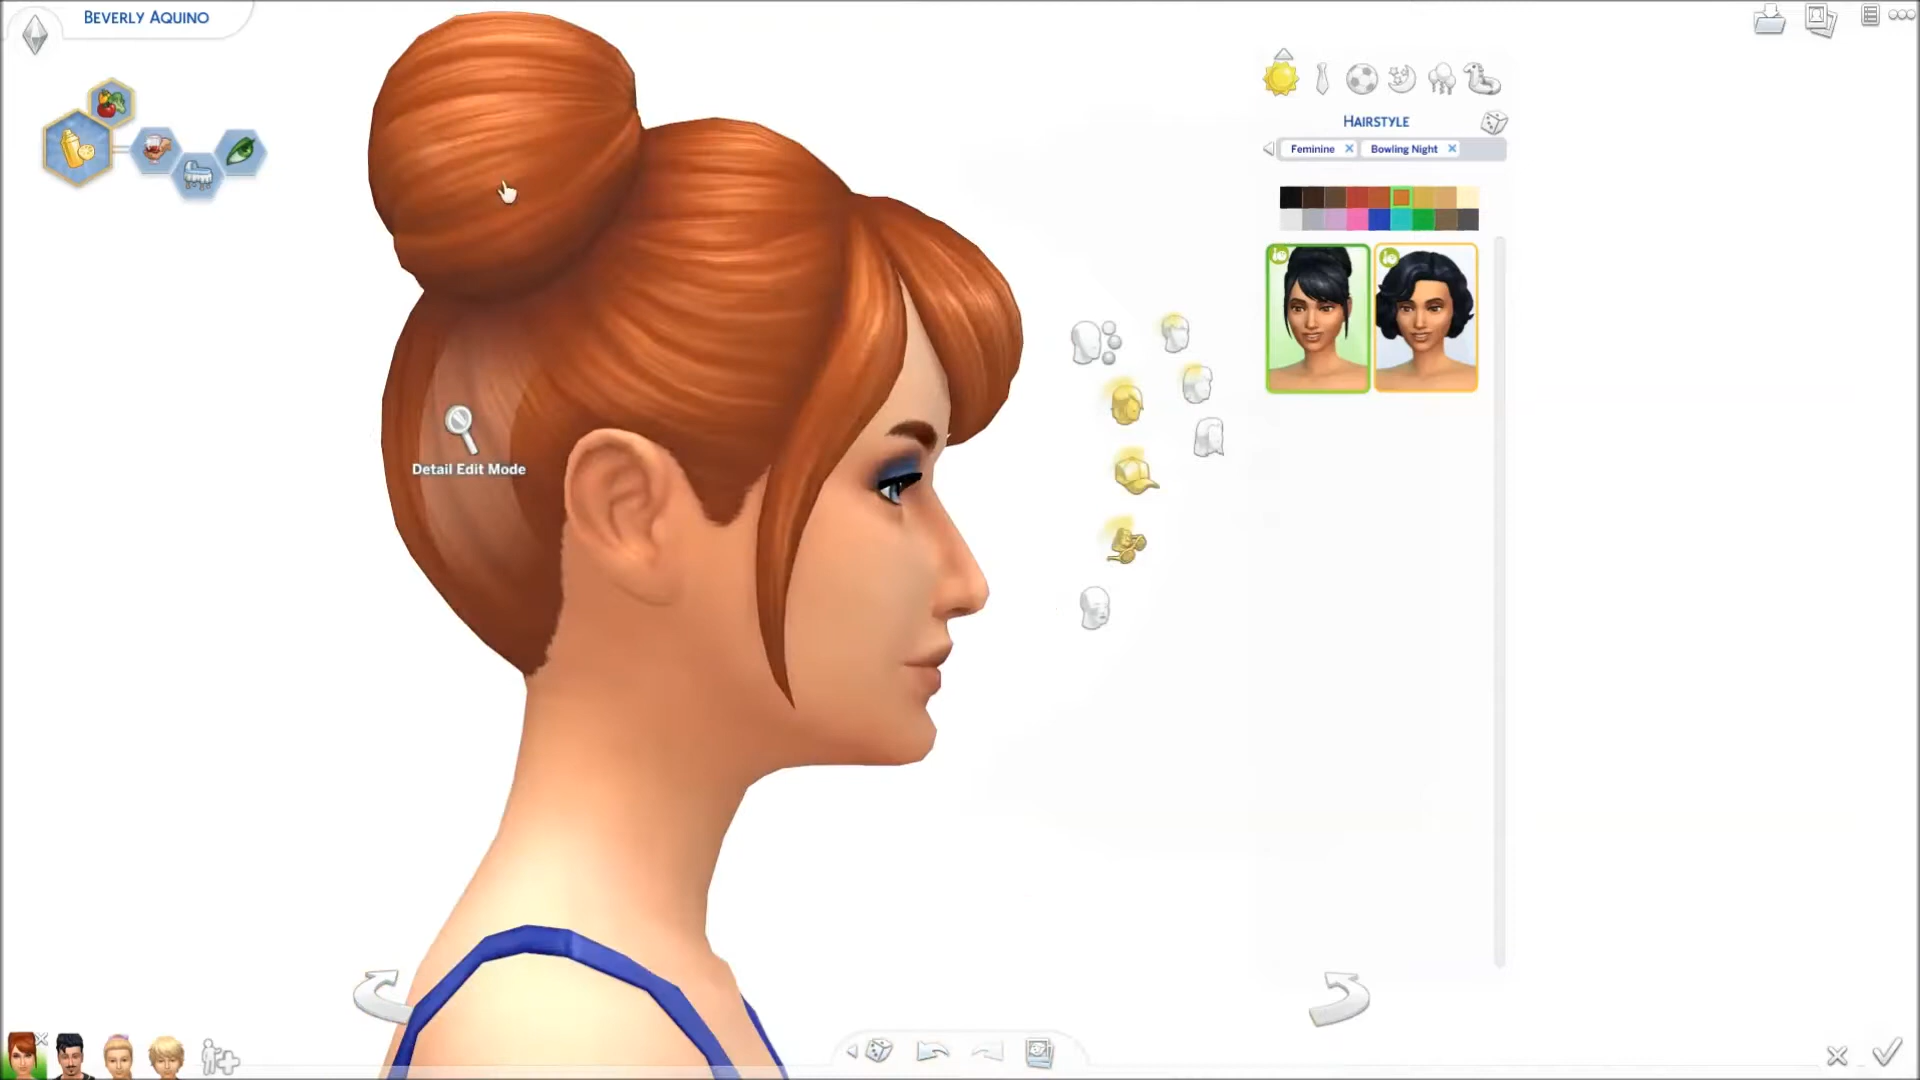 Beverly Aquino
Hairstyle
Feminine
Bowling Night
Detail Edit Mode